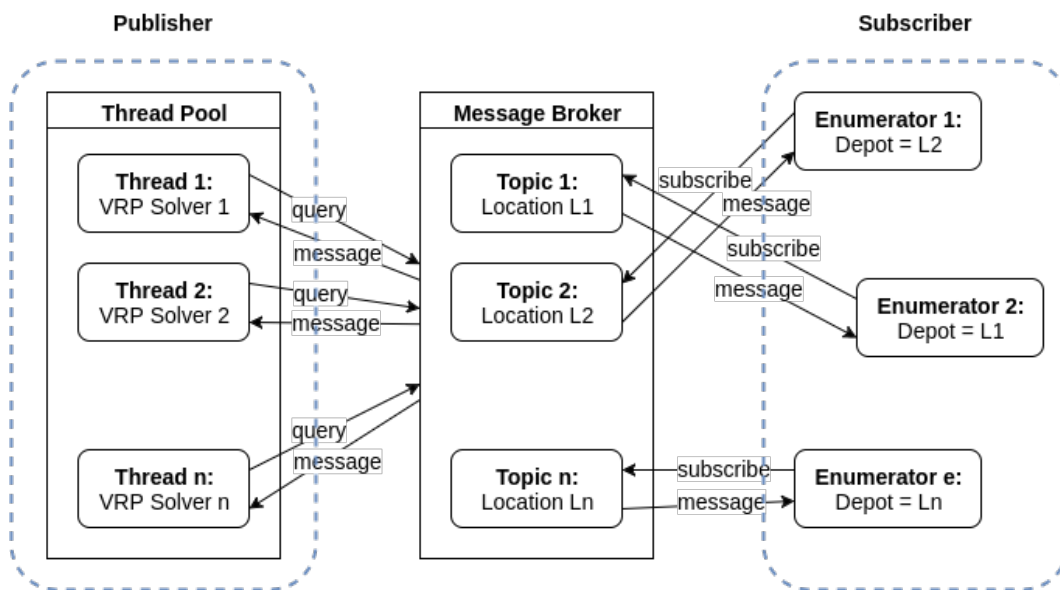 Publisher
Subscriber
Thread Pool
Message Broker
Thread 1:
VRP Solver 1
Thread 2:
VRP Solver 2
Thread n:
VRP Solver n
query
message
query
message
query
message
Topic 1:
Location L1
Topic 2:
Location L2
Topic n:
Location Ln
subscribe
message
subscribe
message
subscribe
message
Enumerator 1:
Depot = L2
Enumerator 2:
Depot = L1
Enumerator e:
Depot = Ln